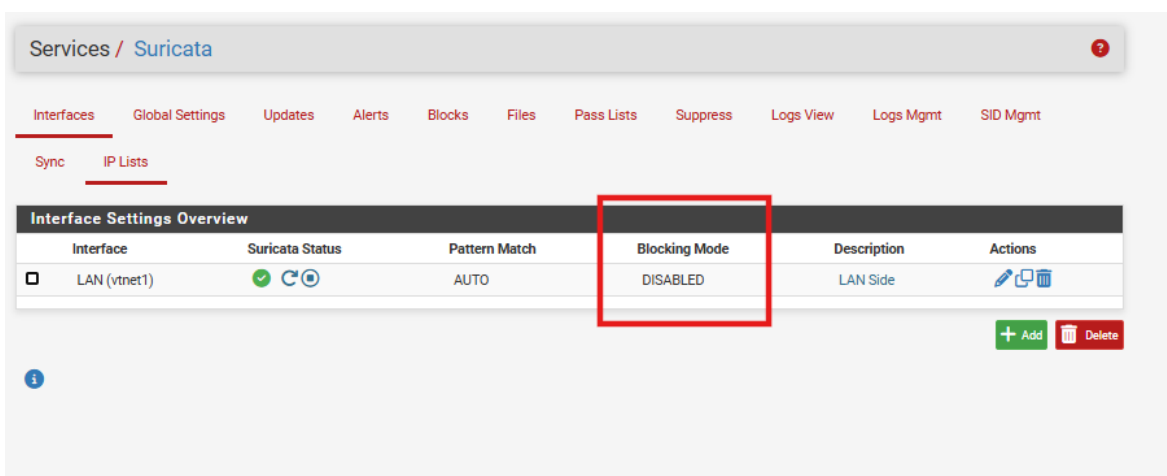 Services / Suricata
Interfaces Global Settings Updates Alerts Blocks Files Pass Lists Suppress Logs View Logs Mgmt SID Mgmt
Sync IP Lists
Interface Settings Overview
Interface Suricata Status Pattern Match Blocking Mode Description Actions
LAN (vtnet1) AUTO DISABLED LAN Side
Add Delete